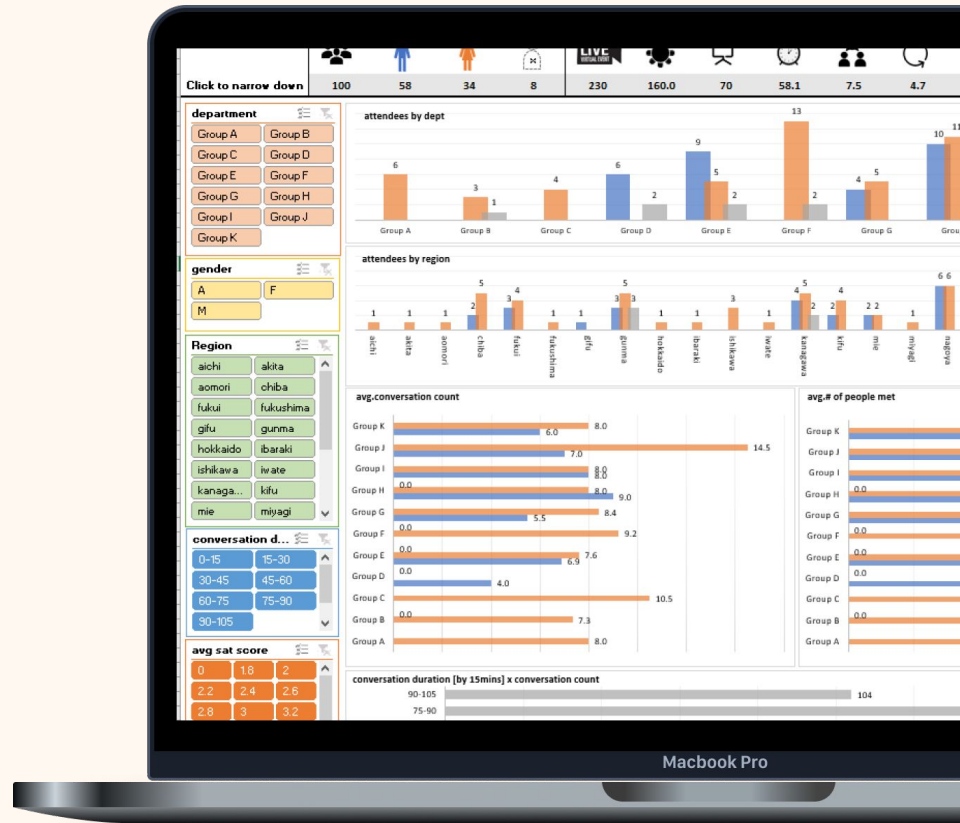 LIVE
VIRTUAL EVENT
Click to narrow down 100 58 34 8 230 160.0 70 58.1 7.5 4.7
department
Group A Group B
Group C Group D
Group E Group F
Group G Group H
Group I Group J
Group K
attendees by dept
6 3 1 4 6 2 9 5 2 13 2 4 5 10 11
Group A Group B Group C Group D Group E Group F Group G Grou
gender
A F
M
attendees by region
1 1 1 2 5 3 4 1 1 3 5 3 1 1 3 1 4 5 2 2 4 2 2 1 6 6
aichi akita aomori chiba fukui fukushima gifu gunma hokkaido ibaraki ishikawa iwate kanagawa kifu mie miyagi nagoya
Region
aichi akita
aomori chiba
fukui fukushima
gifu gunma
hokkaido ibaraki
ishikawa iwate
kanaga... kifu
mie miyagi
conversation d...
0-15 15-30
30-45 45-60
60-75 75-90
90-105
avg sat score
0 1.8 2
2.2 2.4 2.6
2.8 3 3.2
avg.conversation count
Group K 8.0
6.0
Group J 14.5
7.0
Group I 8.0
8.0
Group H 0.0 8.0
9.0
Group G 8.4
5.5
Group F 0.0 9.2
Group E 0.0 7.6
6.9
Group D 0.0
4.0
Group C 10.5
Group B 0.0 7.3
Group A 8.0
avg.# of people met
Group K
Group J
Group I
Group H 0.0
Group G
Group F 0.0
Group E 0.0
Group D 0.0
Group C
Group B 0.0
Group A
conversation duration [by 15mins] x conversation count
90-105 104
75-90
Macbook Pro